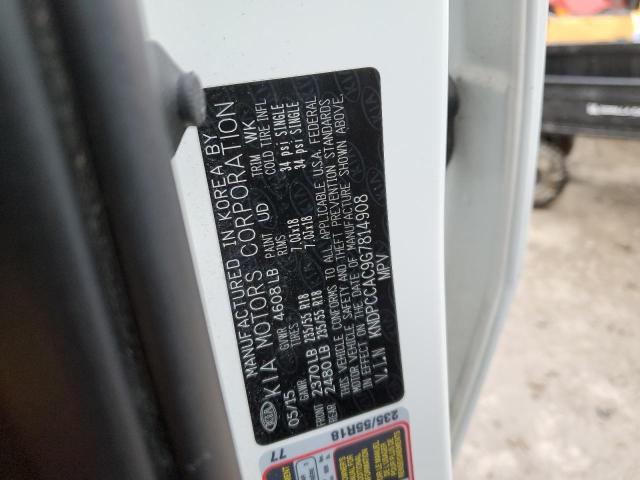 MANUFACTURED IN KOREA BY
KIA KIA MOTORS CORPORATION
05/15 GVWR 4608LB PAINT UD TRIM WK
GAWR TIRES RIMS COLD TIRE INFL
FRONT 2370LB 235/55 R18 7.0Jx18 34 psi SINGLE
REAR 2480LB 235/55 R18 7.0Jx18 34 psi SINGLE
THIS VEHICLE CONFORMS TO ALL APPLICABLE U.S.A. FEDERAL
MOTOR VEHICLE SAFETY AND THEFT PREVENTION STANDARDS
IN EFFECT ON THE DATE OF MANUFACTURE SHOWN ABOVE.
V.I.N KNDPCCAC9G7814908
MPV
235/55R18
77